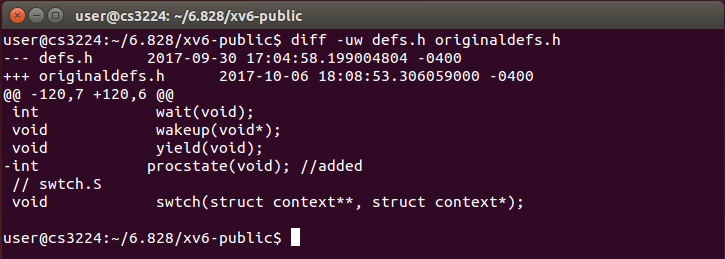 user@cs3224: ~/6.828/xv6-public
user@cs3224:~/6.828/xv6-public$ diff -uw defs.h originaldefs.h
--- defs.h      2017-09-30 17:04:58.199004804 -0400
+++ originaldefs.h      2017-10-06 18:08:53.306059000 -0400
@@ -120,7 +120,6 @@
 int             wait(void);
 void            wakeup(void*);
 void            yield(void);
-int             procstate(void); //added
 // swtch.S
 void            swtch(struct context**, struct context*);
user@cs3224:~/6.828/xv6-public$